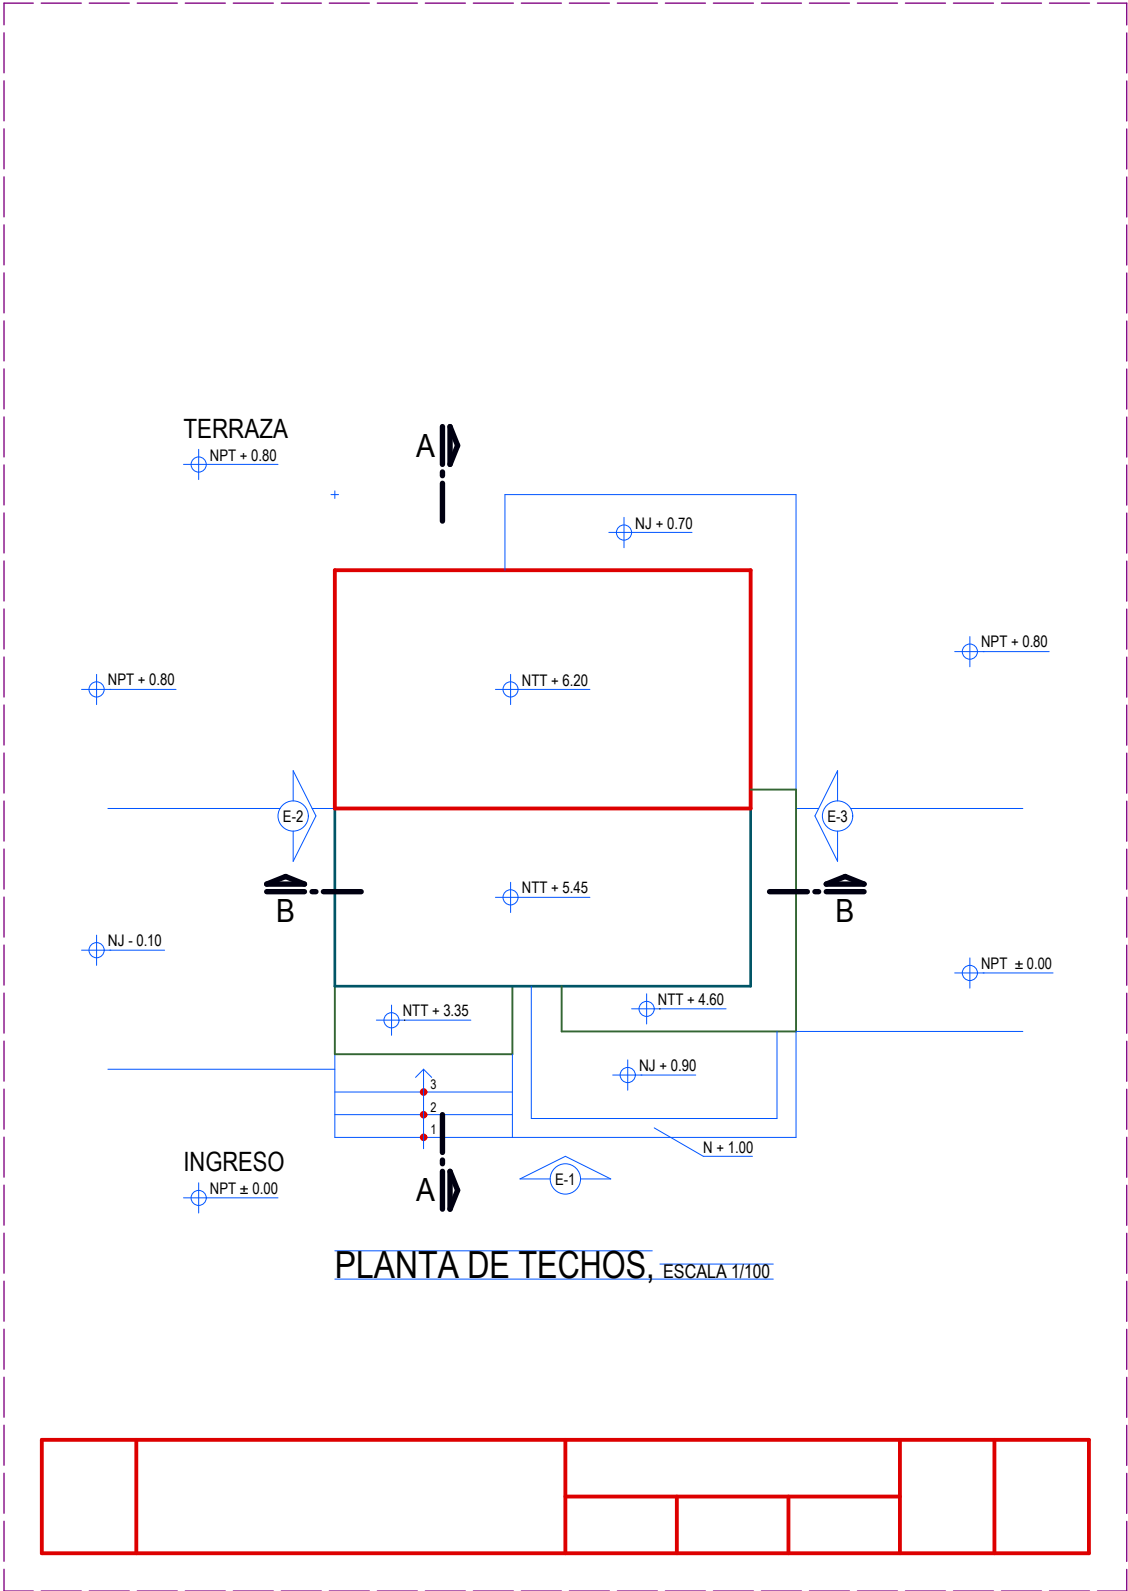 TERRAZA
NPT + 0.80
A
NJ + 0.70
NPT + 0.80
NPT + 0.80
NTT + 6.20
E-2
E-3
B
NTT + 5.45
B
NJ - 0.10
NPT ± 0.00
NTT + 3.35
NTT + 4.60
NJ + 0.90
3
2
1
N + 1.00
INGRESO
NPT ± 0.00
A
E-1
PLANTA DE TECHOS, ESCALA 1/100